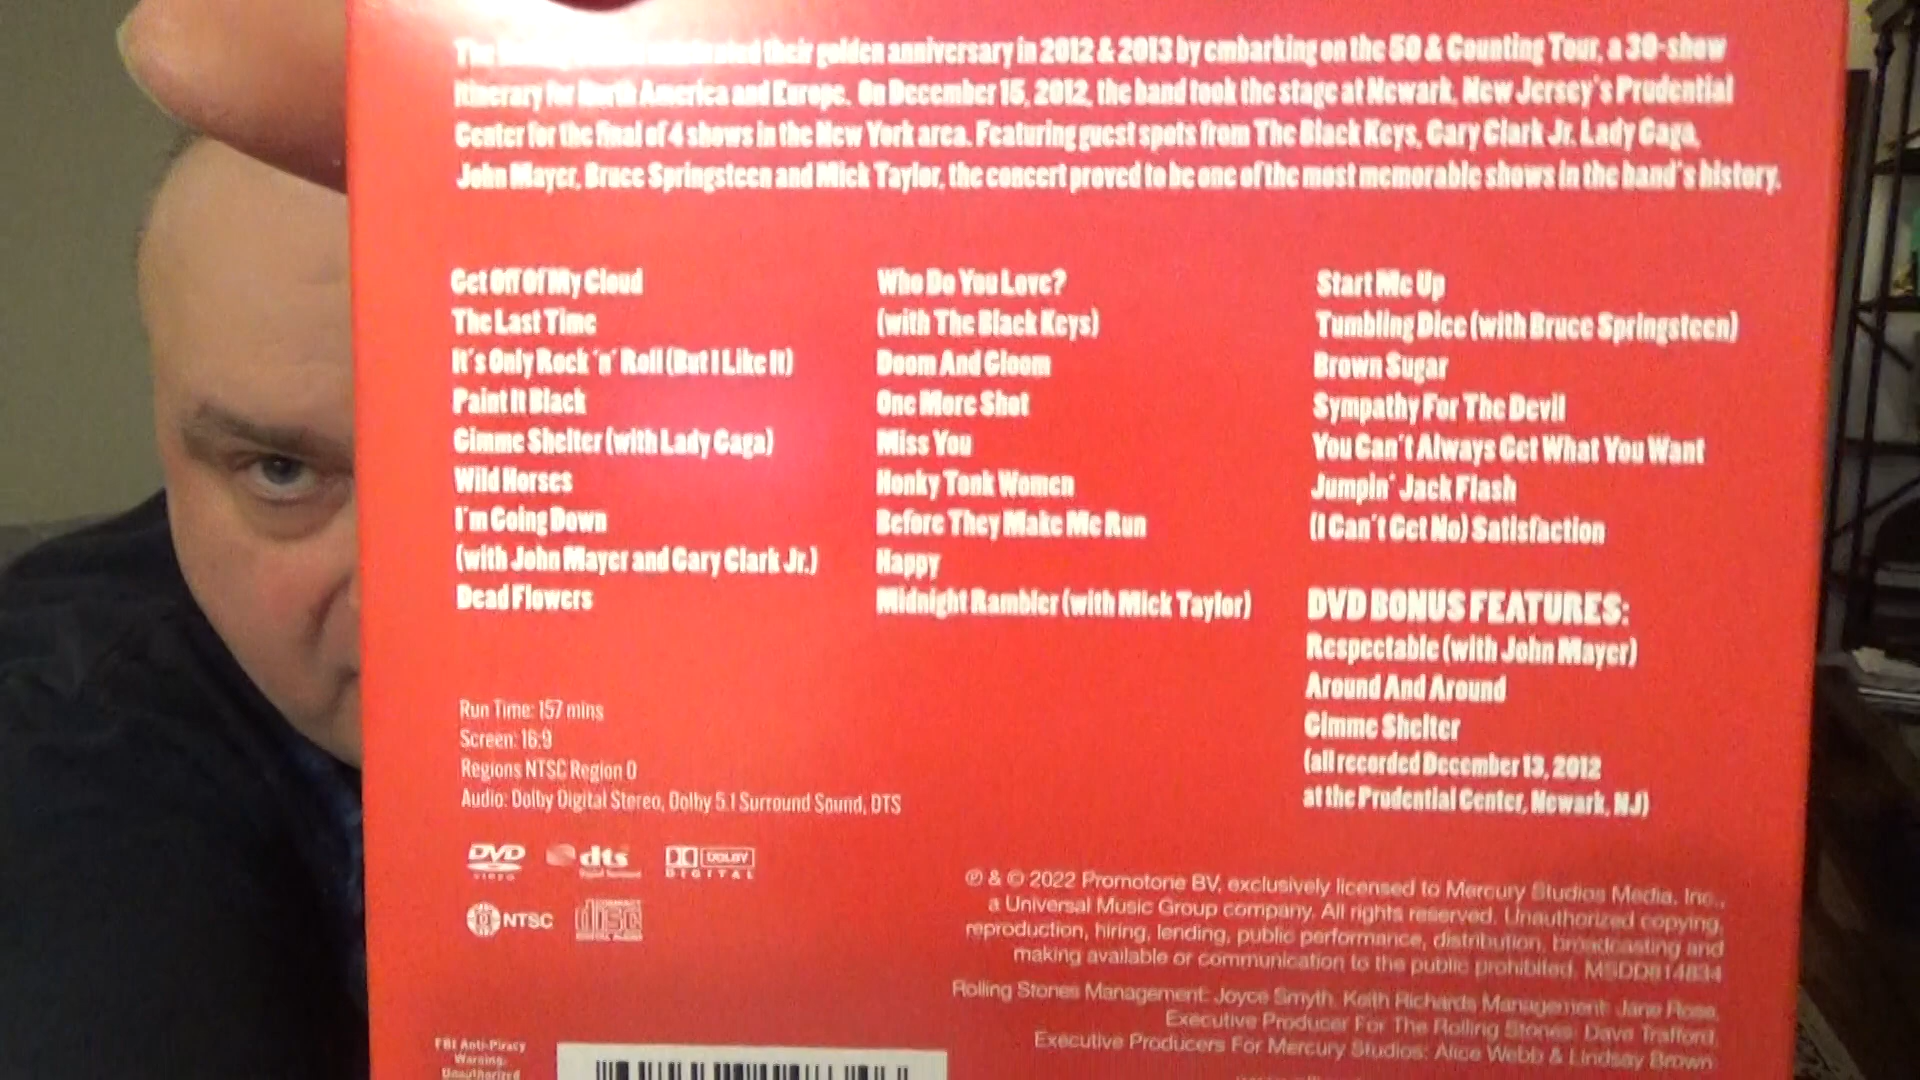 The their golden anniversary in 2012 & 2013 by embarking on the 50 & Counting Tour, a 30-show
itinerary for North America and Europe. On December 15, 2012, the band took the stage at Newark, New Jersey's Prudential
Center for the final of 4 shows in the New York area. Featuring guest spots from The Black Keys, Gary Clark Jr. Lady Gaga,
John Mayer, Bruce Springsteen and Mick Taylor, the concert proved to be one of the most memorable shows in the band's history.
Get Off Of My Cloud
The Last Time
It's Only Rock 'n' Roll (But I Like It)
Paint It Black
Gimme Shelter (with Lady Gaga)
Wild Horses
I'm Going Down
(with John Mayer and Gary Clark Jr.)
Dead Flowers
Who Do You Love?
(with The Black Keys)
Doom And Gloom
One More Shot
Miss You
Honky Tonk Women
Before They Make Me Run
Happy
Midnight Rambler (with Mick Taylor)
Start Me Up
Tumbling Dice (with Bruce Springsteen)
Brown Sugar
Sympathy For The Devil
You Can't Always Get What You Want
Jumpin' Jack Flash
(I Can't Get No) Satisfaction
DVD BONUS FEATURES:
Respectable (with John Mayer)
Around And Around
Gimme Shelter
(all recorded December 13, 2012
at the Prudential Center, Newark, NJ)
Run Time: 157 mins
Screen: 16:9
Regions NTSC Region 0
Audio: Dolby Digital Stereo, Dolby 5.1 Surround Sound, DTS
DVD VIDEO
dts Digital Surround
DOLBY DIGITAL
0 NTSC
COMPACT disc DIGITAL AUDIO
℗ & © 2022 Promotone BV, exclusively licensed to Mercury Studios Media, Inc.,
a Universal Music Group company. All rights reserved. Unauthorized copying,
reproduction, hiring, lending, public performance, distribution, broadcasting and
making available or communication to the public prohibited. MSDD814834
Rolling Stones Management: Joyce Smyth. Keith Richards Management: Jane Rose.
Executive Producer For The Rolling Stones: Dave Trafford.
Executive Producers For Mercury Studios: Alice Webb & Lindsay Brown
FBI Anti-Piracy
Warning:
Unauthorized